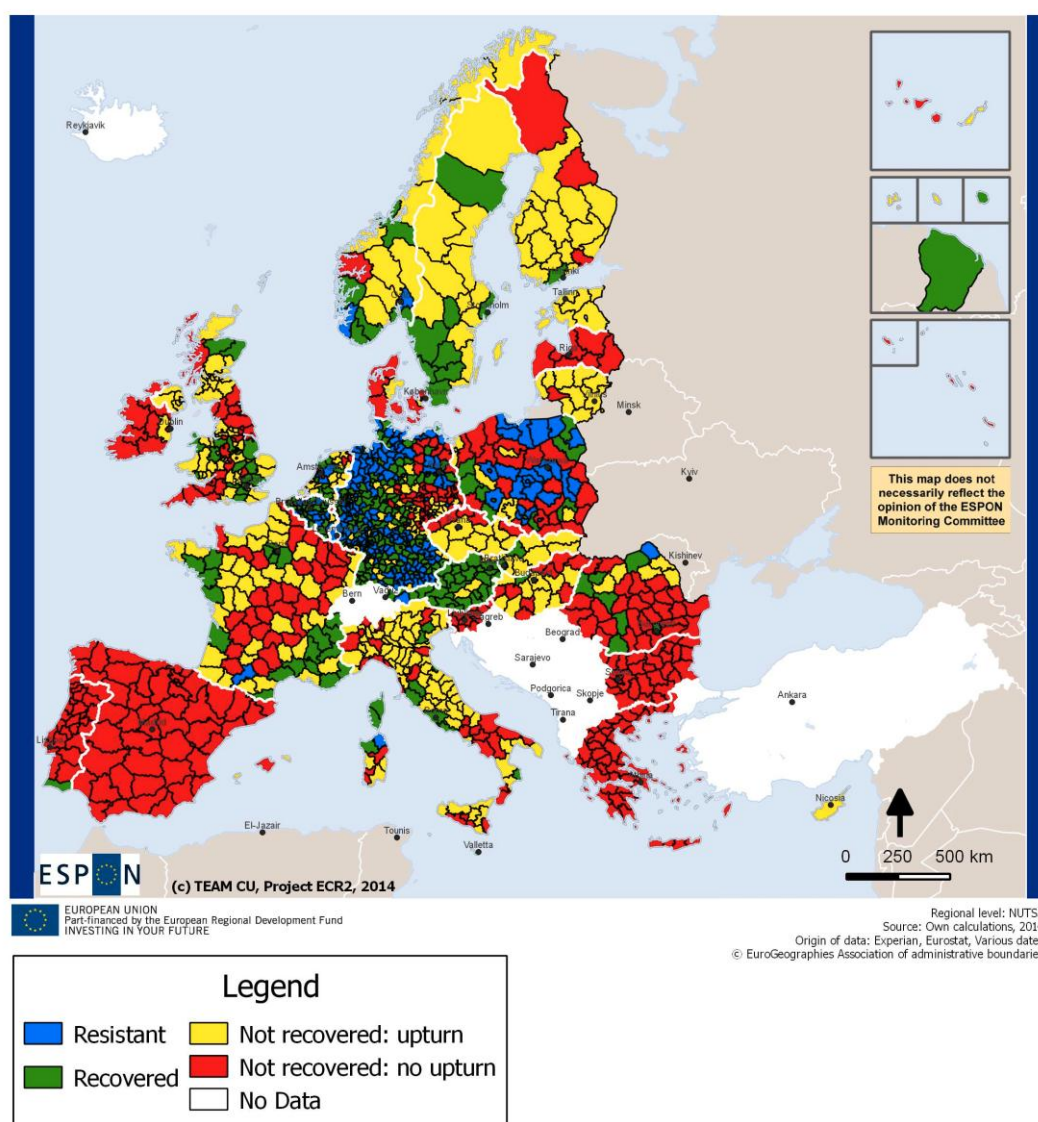 Reykjavik
Tallinn
Riga
Minsk
Dublin
Kyiv
Kishinev
Bern
Beograd
Sarajevo
Podgorica
Skopje
Tirana
Ankara
Nicosia
El-Jazair
Tounis
Valletta
This map does not
necessarily reflect the
opinion of the ESPON
Monitoring Committee
0 250 500 km
ESPON
(c) TEAM CU, Project ECR2, 2014
EUROPEAN UNION
Part-financed by the European Regional Development Fund
INVESTING IN YOUR FUTURE
Regional level: NUTS
Source: Own calculations, 201
Origin of data: Experian, Eurostat, Various date
© EuroGeographies Association of administrative boundarie
Legend
Resistant
Not recovered: upturn
Recovered
Not recovered: no upturn
No Data